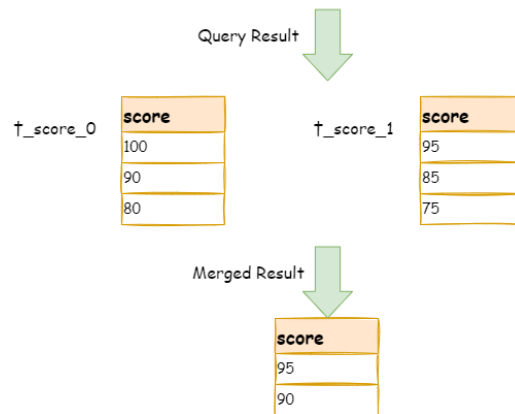 Query Result
t_score_0
score
100
90
80
t_score_1
score
95
85
75
Merged Result
score
95
90